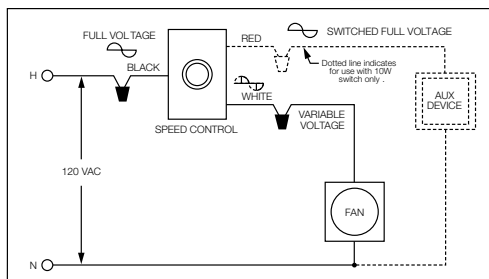 FULL VOLTAGE
SWITCHED FULL VOLTAGE
RED
Dotted line indicates
for use with 10W
switch only .
H
BLACK
AUX
DEVICE
WHITE
VARIABLE
VOLTAGE
SPEED CONTROL
120 VAC
FAN
N